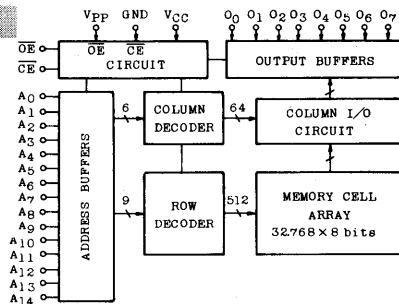 VPP GND VCC O0 O1 O2 O3 O4 O5 O6 O7
OE
CE
OE CE
CIRCUIT
OUTPUT BUFFERS
A0
A1
A2
A3
A4
A5
A6
A7
A8
A9
A10
A11
A12
A13
A14
ADDRESS BUFFERS
6
COLUMN
DECODER
64
COLUMN I/O
CIRCUIT
9
ROW
DECODER
512
MEMORY CELL
ARRAY
32.768 × 8 bits